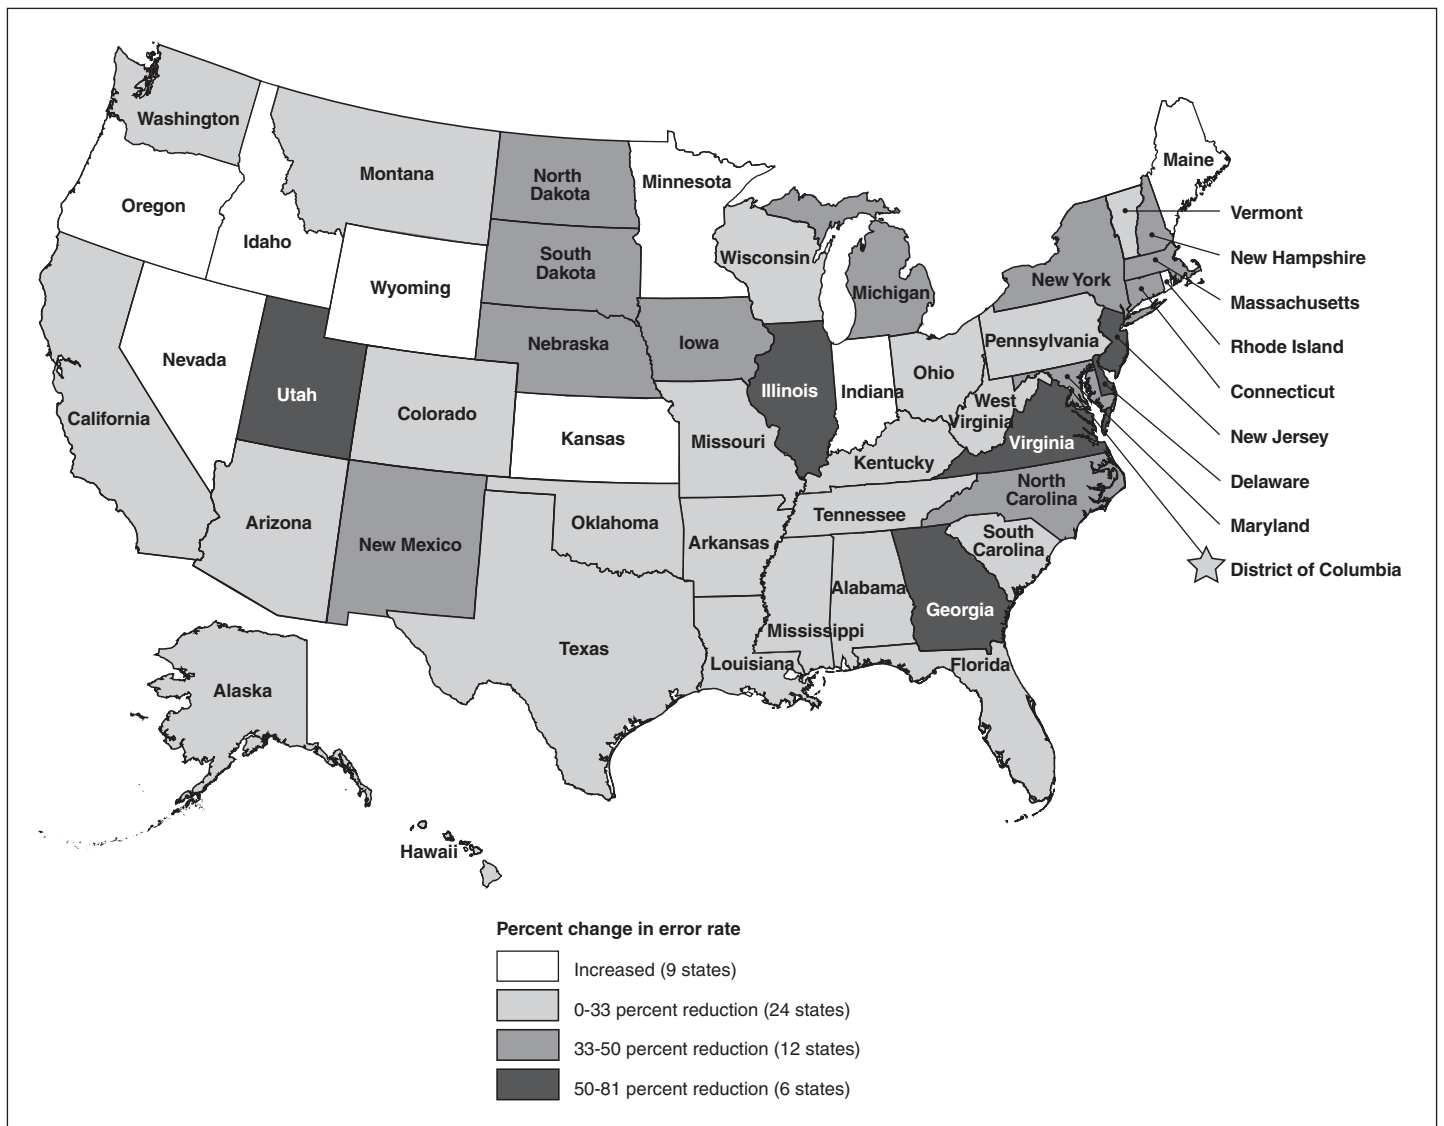 Washington
Montana
North
Dakota
Minnesota
Maine
Oregon
Idaho
Vermont
South
Dakota
Wisconsin
New Hampshire
Wyoming
New York
Michigan
Massachusetts
Nevada
Nebraska
Iowa
Pennsylvania
Rhode Island
Utah
Illinois
Indiana
Ohio
Connecticut
California
Colorado
West
Virginia
Kansas
Missouri
Virginia
New Jersey
Kentucky
Delaware
Arizona
Oklahoma
Tennessee
North
Carolina
Maryland
New Mexico
Arkansas
South
Carolina
District of Columbia
Alabama
Georgia
Mississippi
Texas
Louisiana
Florida
Alaska
Hawaii
Percent change in error rate
Increased (9 states)
0-33 percent reduction (24 states)
33-50 percent reduction (12 states)
50-81 percent reduction (6 states)